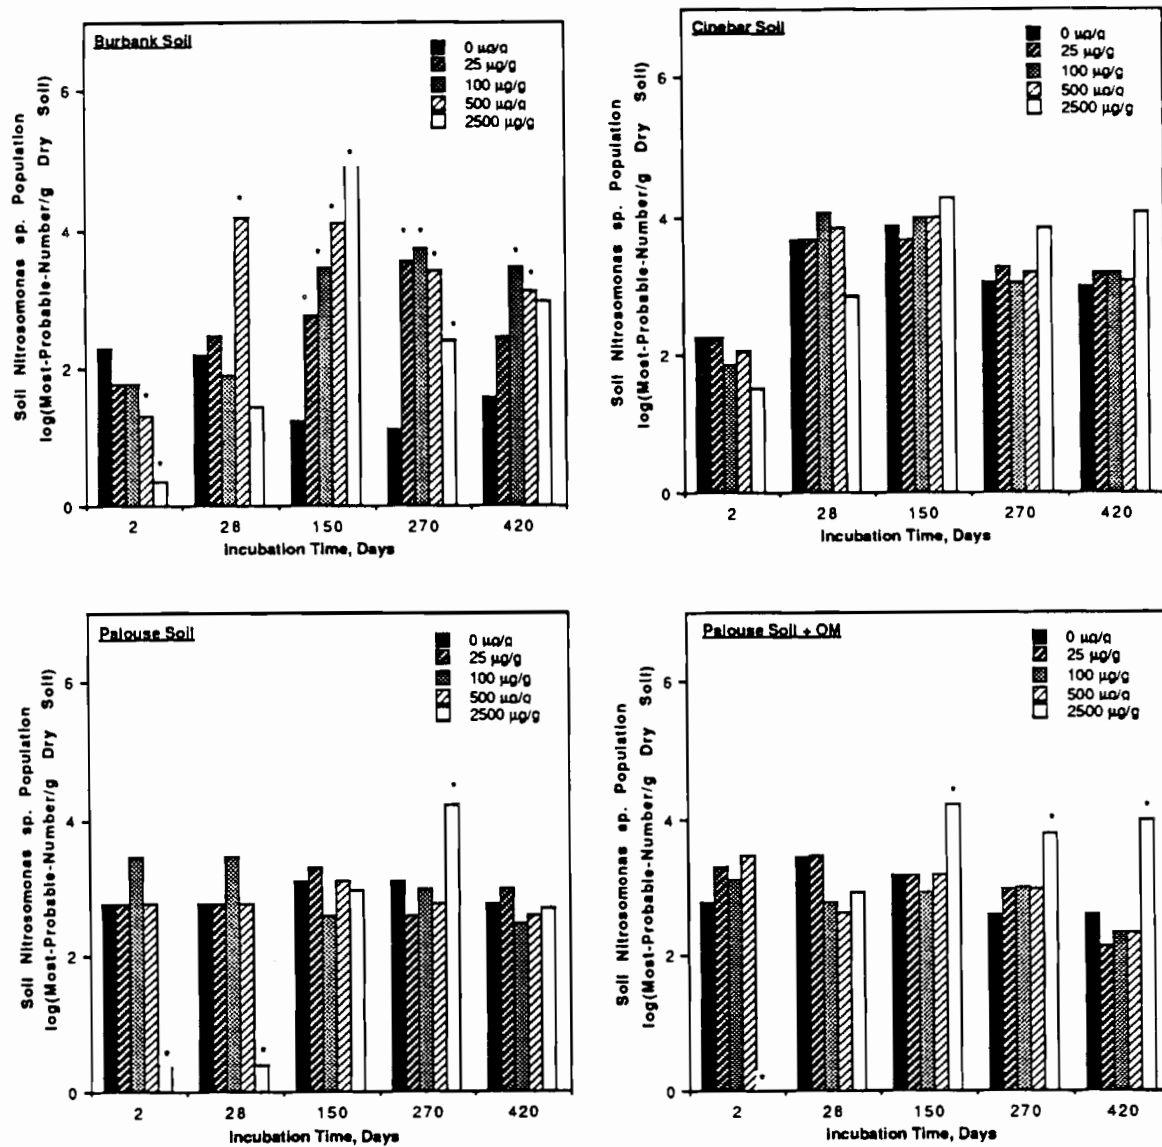 Burbank Soil
0 µg/g
25 µg/g
100 µg/g
500 µg/g
2500 µg/g
Soil Nitrosomonas sp. Population
log(Most-Probable-Number/g Dry Soil)
6
4
2
0
2 28 150 270 420
Incubation Time, Days
Cinebar Soil
0 µg/g
25 µg/g
100 µg/g
500 µg/g
2500 µg/g
Soil Nitrosomonas sp. Population
log(Most-Probable-Number/g Dry Soil)
6
4
2
0
2 28 150 270 420
Incubation Time, Days
Palouse Soil
0 µg/g
25 µg/g
100 µg/g
500 µg/g
2500 µg/g
Soil Nitrosomonas sp. Population
log(Most-Probable-Number/g Dry Soil)
6
4
2
0
2 28 150 270 420
Incubation Time, Days
Palouse Soil + OM
0 µg/g
25 µg/g
100 µg/g
500 µg/g
2500 µg/g
Soil Nitrosomonas sp. Population
log(Most-Probable-Number/g Dry Soil)
6
4
2
0
2 28 150 270 420
Incubation Time, Days